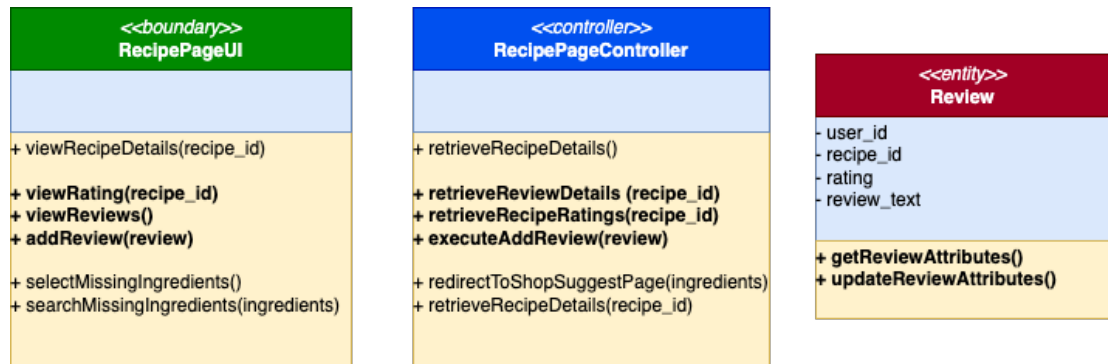 <<boundary>>
RecipePageUI
+ viewRecipeDetails(recipe_id)
+ viewRating(recipe_id)
+ viewReviews()
+ addReview(review)
+ selectMissingIngredients()
+ searchMissingIngredients(ingredients)
<<controller>>
RecipePageController
+ retrieveRecipeDetails()
+ retrieveReviewDetails (recipe_id)
+ retrieveRecipeRatings(recipe_id)
+ executeAddReview(review)
+ redirectToShopSuggestPage(ingredients)
+ retrieveRecipeDetails(recipe_id)
<<entity>>
Review
- user_id
- recipe_id
- rating
- review_text
+ getReviewAttributes()
+ updateReviewAttributes()